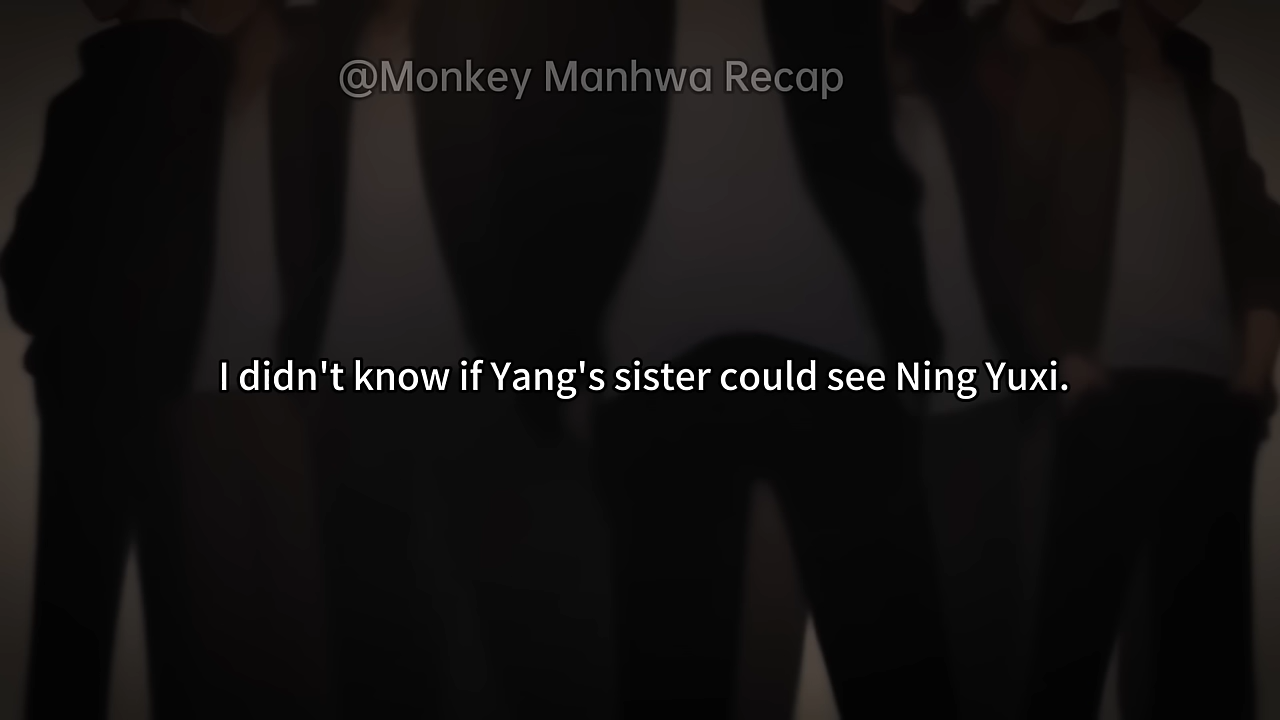 @Monkey Manhwa Recap
I didn't know if Yang's sister could see Ning Yuxi.